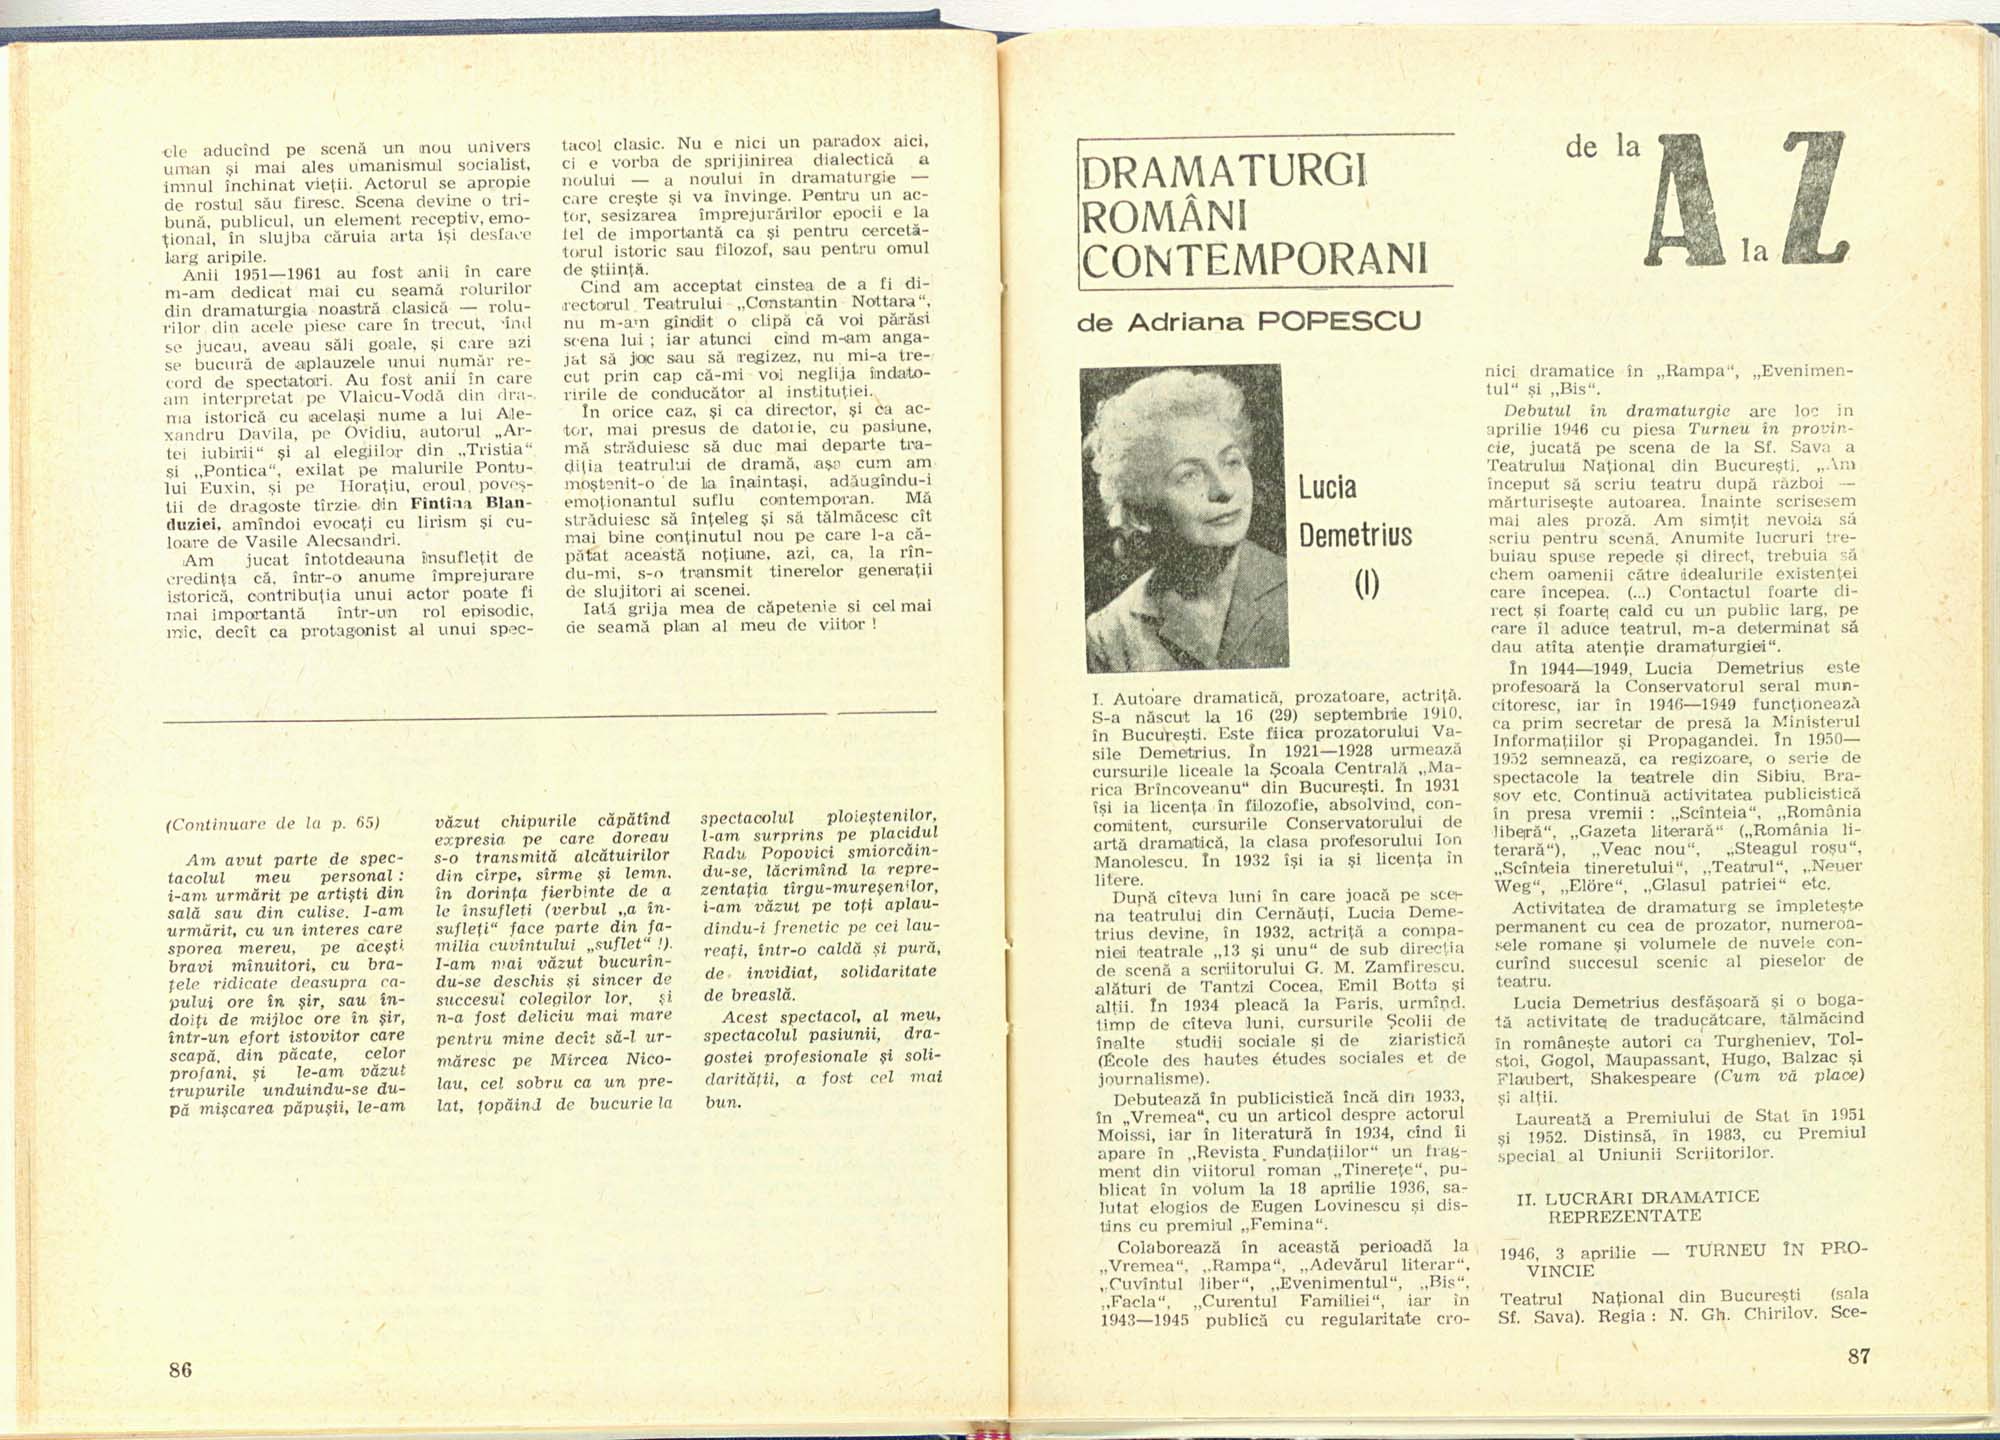 ele aducînd pe scenă un nou univers
uman și mai ales umanismul socialist,
imnul închinat vieții. Actorul se apropie
de rostul său firesc. Scena devine o tri-
bună, publicul, un element receptiv, emo-
țional, în slujba căruia arta își desface
larg aripile.
Anii 1951—1961 au fost anii în care
m-am dedicat mai cu seamă rolurilor
din dramaturgia noastră clasică — rolu-
rilor din acele piese care în trecut, cînd
se jucau, aveau săli goale, și care azi
se bucură de aplauzele unui număr re-
cord de spectatori. Au fost anii în care
am interpretat pe Vlaicu-Vodă din dra-
ma istorică cu același nume a lui Ale-
xandru Davila, pe Ovidiu, autorul „Ar-
tei iubirii“ și al elegiilor din „Tristia“
și „Pontica“, exilat pe malurile Pontu-
lui Euxin, și pe Horațiu, eroul poveș-
tii de dragoste tîrzie din Fîntîna Blan-
duziei, amîndoi evocați cu lirism și cu-
loare de Vasile Alecsandri.
Am jucat întotdeauna însuflețit de
credința că, într-o anume împrejurare
istorică, contribuția unui actor poate fi
mai importantă într-un rol episodic,
mic, decît ca protagonist al unui spec-
tacol clasic. Nu e nici un paradox aici,
ci e vorba de sprijinirea dialectică a
noului — a noului în dramaturgie —
care crește și va învinge. Pentru un ac-
tor, sesizarea împrejurărilor epocii e la
fel de importantă ca și pentru cercetă-
torul istoric sau filozof, sau pentru omul
de știință.
Cînd am acceptat cinstea de a fi di-
rectorul Teatrului „Constantin Nottara“,
nu m-am gîndit o clipă că voi părăsi
scena lui ; iar atunci cînd m-am anga-
jat să joc sau să regizez, nu mi-a tre-
cut prin cap că-mi voi neglija îndato-
ririle de conducător al instituției.
În orice caz, și ca director, și ca ac-
tor, mai presus de datorie, cu pasiune,
mă străduiesc să duc mai departe tra-
diția teatrului de dramă, așa cum am
moștenit-o de la înaintași, adăugîndu-i
emoționantul suflu contemporan. Mă
străduiesc să înțeleg și să tălmăcesc cît
mai bine conținutul nou pe care l-a că-
pătat această noțiune, azi, ca, la rîn-
du-mi, s-o transmit tinerelor generații
de slujitori ai scenei.
Iată grija mea de căpetenie si cel mai
de seamă plan al meu de viitor !
(Continuare de la p. 65)
Am avut parte de spec-
tacolul meu personal :
i-am urmărit pe artiști din
sală sau din culise. I-am
urmărit, cu un interes care
sporea mereu, pe acești
bravi mînuitori, cu bra-
țele ridicate deasupra ca-
pului ore în șir, sau în-
doiți de mijloc ore în șir,
într-un efort istovitor care
scapă, din păcate, celor
profani, și le-am văzut
trupurile unduindu-se du-
pă mișcarea păpușii, le-am
văzut chipurile căpătînd
expresia pe care doreau
s-o transmită alcătuirilor
din cîrpe, sîrme și lemn,
în dorința fierbinte de a
le însufleti (verbul „a în-
sufleti“ face parte din fa-
milia cuvîntului „suflet“ !).
I-am mai văzut bucurîn-
du-se deschis și sincer de
succesul colegilor lor, și
n-a fost deliciu mai mare
pentru mine decît să-l ur-
măresc pe Mircea Nico-
lau, cel sobru ca un pre-
lat, țopăind de bucurie la
spectacolul ploieștenilor,
l-am surprins pe placidul
Radu Popovici smiorcăin-
du-se, lăcrimînd la repre-
zentația tîrgu-mureșenilor,
i-am văzut pe toți aplau-
dindu-i frenetic pe cei lau-
reați, într-o caldă și pură,
de invidiat, solidaritate
de breaslă.
Acest spectacol, al meu,
spectacolul pasiunii, dra-
gostei profesionale și soli-
darității, a fost cel mai
bun.
86
DRAMATURGI
ROMÂNI
CONTEMPORANI
de la A la Z
de Adriana POPESCU
Lucia
Demetrius
(I)
I. Autoare dramatică, prozatoare, actriță.
S-a născut la 16 (29) septembrie 1910,
în București. Este fiica prozatorului Va-
sile Demetrius. În 1921—1928 urmează
cursurile liceale la Școala Centrală „Ma-
rica Brîncoveanu“ din București. În 1931
își ia licența în filozofie, absolvind, con-
comitent, cursurile Conservatorului de
artă dramatică, la clasa profesorului Ion
Manolescu. În 1932 își ia și licența în
litere.
După cîteva luni în care joacă pe sce-
na teatrului din Cernăuți, Lucia Deme-
trius devine, în 1932, actriță a compa-
niei teatrale „13 și unu“ de sub direcția
de scenă a scriitorului G. M. Zamfirescu,
alături de Tantzi Cocea, Emil Botta și
alții. În 1934 pleacă la Paris, urmînd,
timp de cîteva luni, cursurile Școlii de
înalte studii sociale și de ziaristică
(École des hautes études sociales et de
journalisme).
Debutează în publicistică încă din 1933,
în „Vremea“, cu un articol despre actorul
Moissi, iar în literatură în 1934, cînd îi
apare în „Revista Fundațiilor“ un frag-
ment din viitorul roman „Tinerețe“, pu-
blicat în volum la 18 aprilie 1936, sa-
lutat elogios de Eugen Lovinescu și dis-
tins cu premiul „Femina“.
Colaborează în această perioadă la
„Vremea“, „Rampa“, „Adevărul literar“,
„Cuvîntul liber“, „Evenimentul“, „Bis“,
„Facla“, „Curentul Familiei“, iar în
1943—1945 publică cu regularitate cro-
nici dramatice în „Rampa“, „Evenimen-
tul“ și „Bis“.
Debutul în dramaturgie are loc în
aprilie 1946 cu piesa Turneu în provin-
cie, jucată pe scena de la Sf. Sava a
Teatrului Național din București. „Am
început să scriu teatru după război —
mărturisește autoarea. Înainte scrisesem
mai ales proză. Am simțit nevoia să
scriu pentru scenă. Anumite lucruri tre-
buiau spuse repede și direct, trebuia să
chem oamenii către idealurile existenței
care începea. (...) Contactul foarte di-
rect și foarte cald cu un public larg, pe
care îl aduce teatrul, m-a determinat să
dau atîta atenție dramaturgiei“.
În 1944—1949, Lucia Demetrius este
profesoară la Conservatorul seral mun-
citoresc, iar în 1946—1949 funcționează
ca prim secretar de presă la Ministerul
Informațiilor și Propagandei. În 1950—
1952 semnează, ca regizoare, o serie de
spectacole la teatrele din Sibiu, Bra-
șov etc. Continuă activitatea publicistică
în presa vremii : „Scînteia“, „România
liberă“, „Gazeta literară“ („România li-
terară“), „Veac nou“, „Steagul roșu“,
„Scînteia tineretului“, „Teatrul“, „Neuer
Weg“, „Elöre“, „Glasul patriei“ etc.
Activitatea de dramaturg se împletește
permanent cu cea de prozator, numeroa-
sele romane și volumele de nuvele con-
curînd succesul scenic al pieselor de
teatru.
Lucia Demetrius desfășoară și o boga-
tă activitate de traducătoare, tălmăcind
în românește autori ca Turgheniev, Tol-
stoi, Gogol, Maupassant, Hugo, Balzac și
Flaubert, Shakespeare (Cum vă place)
și alții.
Laureată a Premiului de Stat în 1951
și 1952. Distinsă, în 1983, cu Premiul
special al Uniunii Scriitorilor.
II. LUCRĂRI DRAMATICE
REPREZENTATE
1946, 3 aprilie — TURNEU ÎN PRO-
VINCIE
Teatrul Național din București (sala
Sf. Sava). Regia : N. Gh. Chirilov. Sce-
87